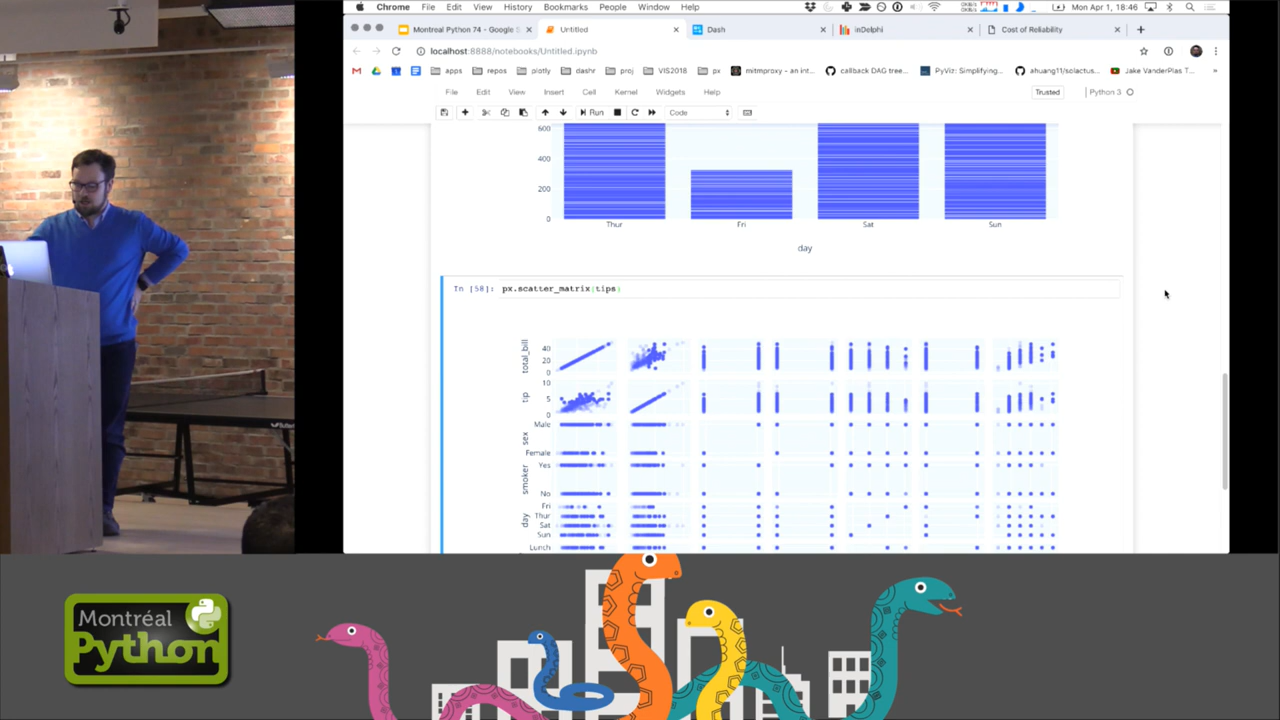 Chrome File Edit View History Bookmarks People Window Help
Mon Apr 1, 18:46
Montreal Python 74 - Google S
Untitled
Dash
inDelphi
Cost of Reliability
localhost:8888/notebooks/Untitled.ipynb
apps repos plotly dashr proj VIS2018 px mitmproxy - an int... callback DAG tree... PyViz: Simplifying... ahuang11/solactus... Jake VanderPlas T... »
File Edit View Insert Cell Kernel Widgets Help
Trusted
Python 3
Run
Code
600
400
200
0
Thur Fri Sat Sun
day
In [58]: px.scatter_matrix(tips)
total_bill
40
20
0
tip
10
5
0
sex
Male
Female
smoker
Yes
No
day
Fri
Thur
Sat
Sun
Lunch
Montréal
Python